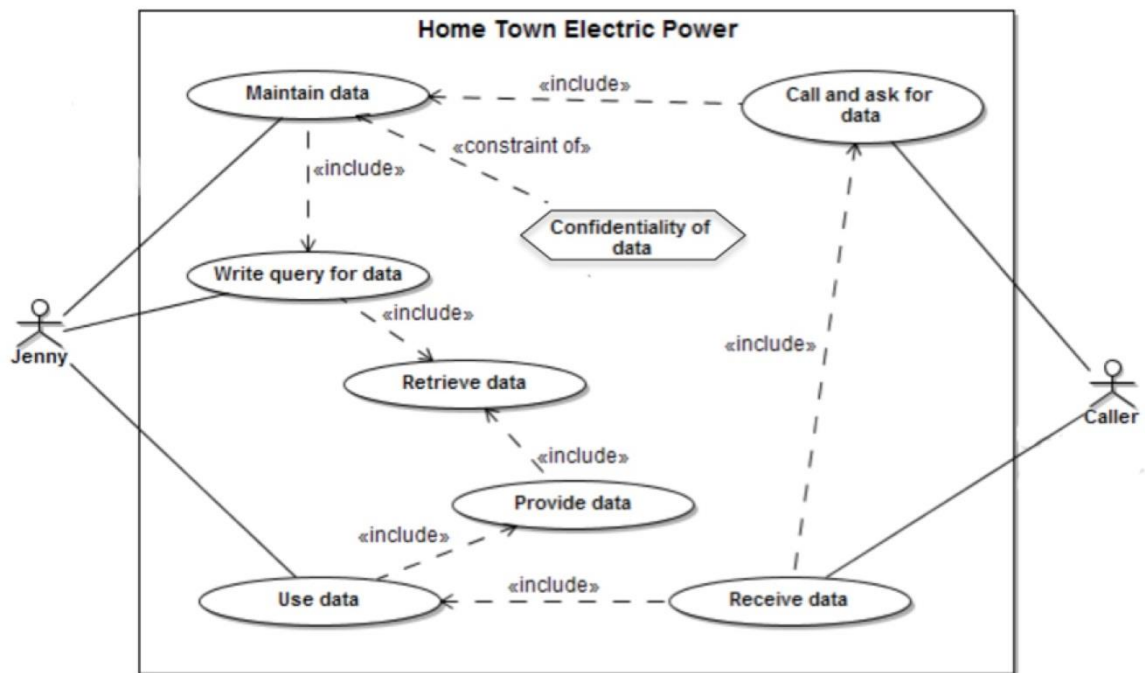 Home Town Electric Power
Maintain data
«include»
Call and ask for
data
«constraint of»
«include»
Confidentiality of
data
Write query for data
«include»
Jenny
«include»
Retrieve data
Caller
«include»
Provide data
«include»
Use data
«include»
Receive data